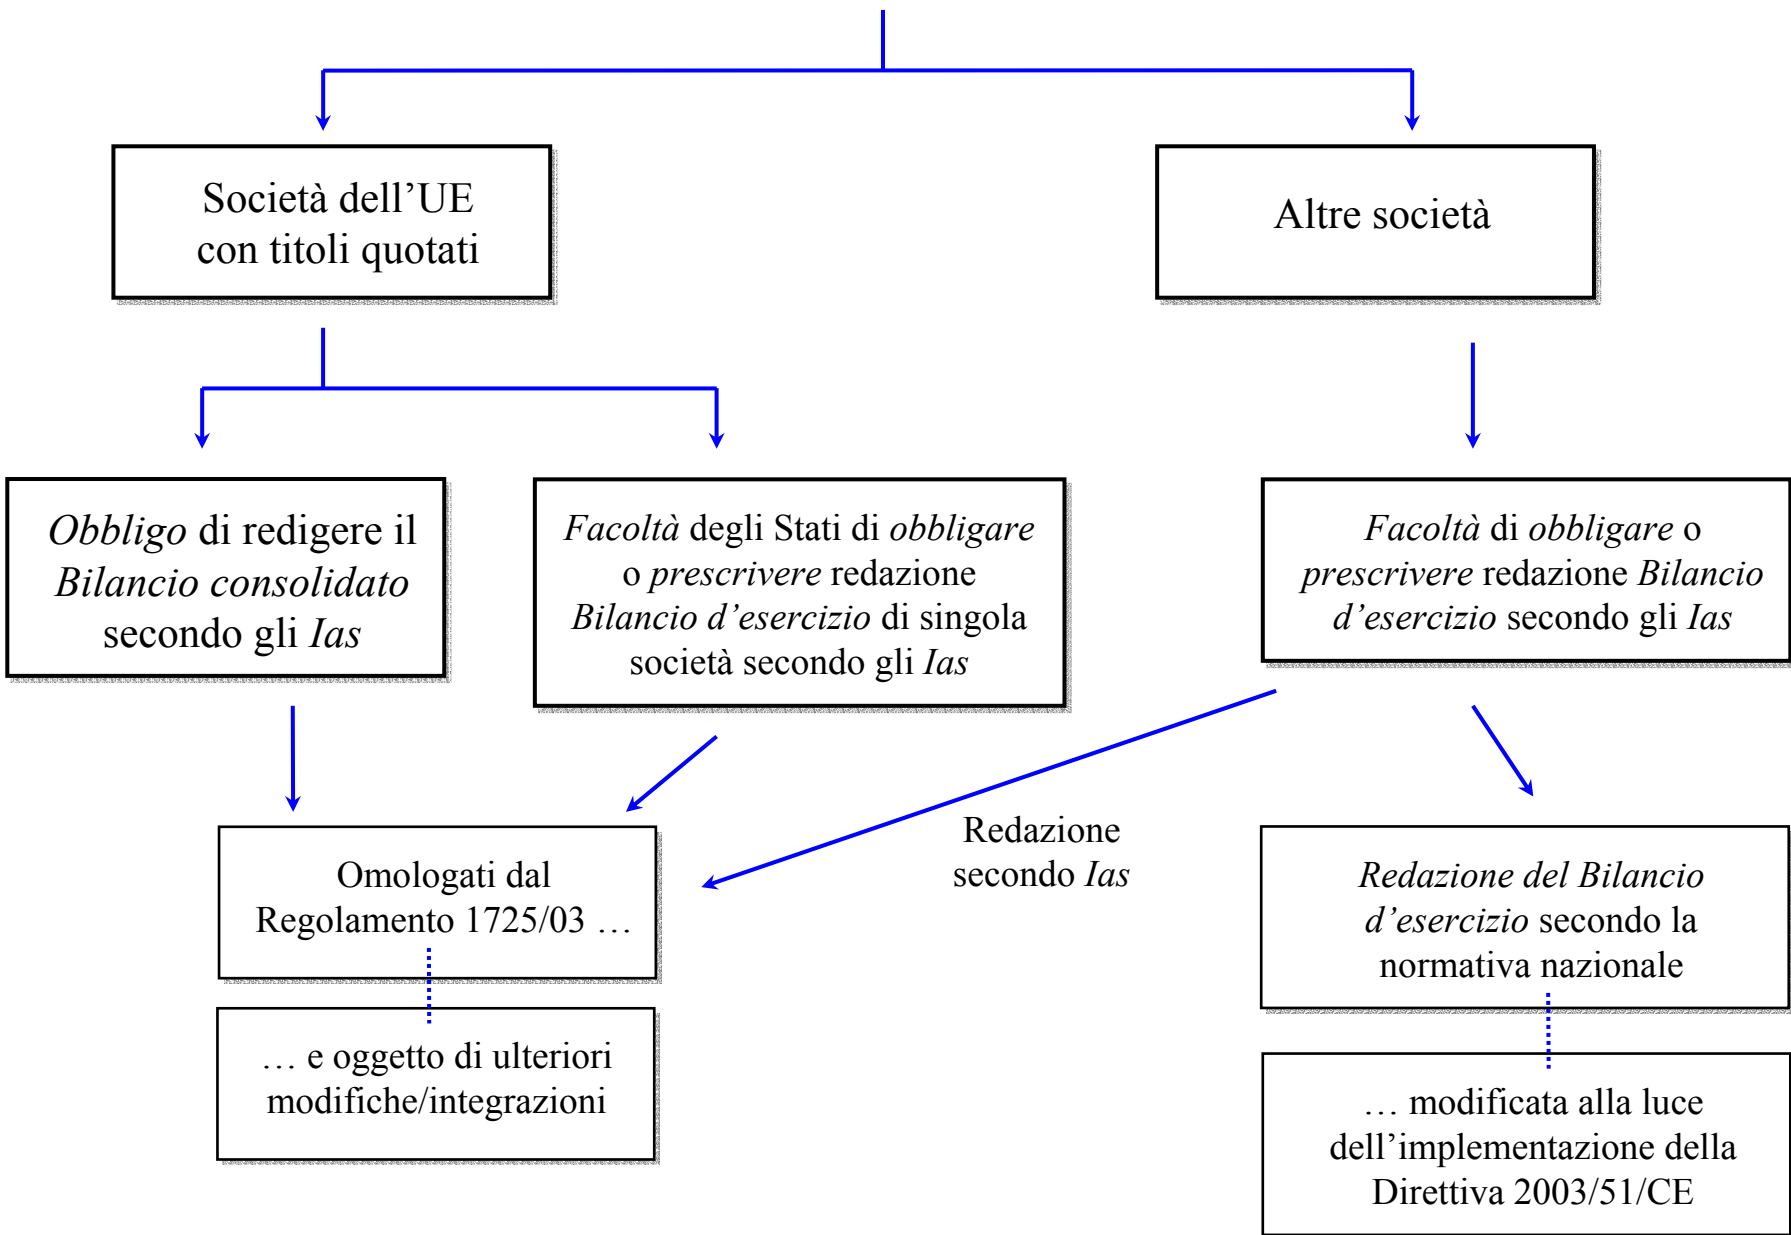 Società dell’UE
con titoli quotati
Altre società
Obbligo di redigere il
Bilancio consolidato
secondo gli Ias
Facoltà degli Stati di obbligare
o prescrivere redazione
Bilancio d’esercizio di singola
società secondo gli Ias
Facoltà di obbligare o
prescrivere redazione Bilancio
d’esercizio secondo gli Ias
Omologati dal
Regolamento 1725/03 …
Redazione
secondo Ias
Redazione del Bilancio
d’esercizio secondo la
normativa nazionale
… e oggetto di ulteriori
modifiche/integrazioni
… modificata alla luce
dell’implementazione della
Direttiva 2003/51/CE